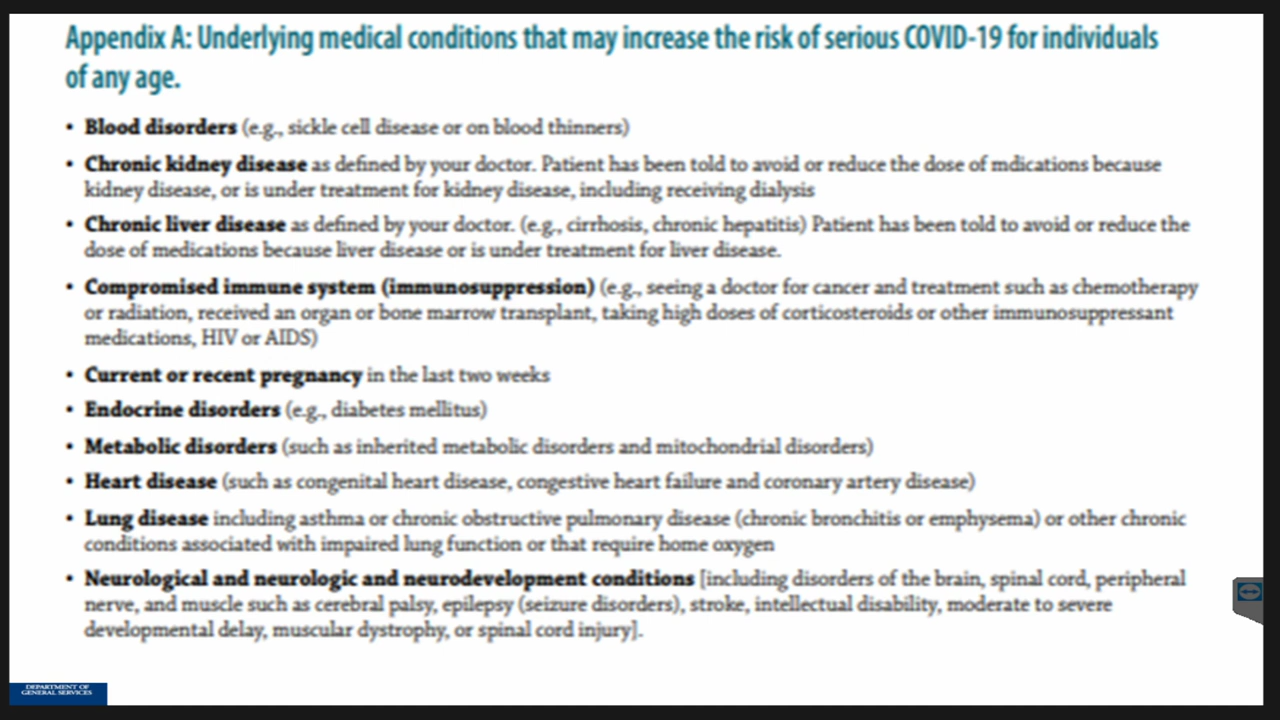 Appendix A: Underlying medical conditions that may increase the risk of serious COVID-19 for individuals
of any age.
• Blood disorders (e.g., sickle cell disease or on blood thinners)
• Chronic kidney disease as defined by your doctor. Patient has been told to avoid or reduce the dose of mdications because
kidney disease, or is under treatment for kidney disease, including receiving dialysis
• Chronic liver disease as defined by your doctor. (e.g., cirrhosis, chronic hepatitis) Patient has been told to avoid or reduce the
dose of medications because liver disease or is under treatment for liver disease.
• Compromised immune system (immunosuppression) (e.g., seeing a doctor for cancer and treatment such as chemotherapy
or radiation, received an organ or bone marrow transplant, taking high doses of corticosteroids or other immunosuppressant
medications, HIV or AIDS)
• Current or recent pregnancy in the last two weeks
• Endocrine disorders (e.g., diabetes mellitus)
• Metabolic disorders (such as inherited metabolic disorders and mitochondrial disorders)
• Heart disease (such as congenital heart disease, congestive heart failure and coronary artery disease)
• Lung disease including asthma or chronic obstructive pulmonary disease (chronic bronchitis or emphysema) or other chronic
conditions associated with impaired lung function or that require home oxygen
• Neurological and neurologic and neurodevelopment conditions [including disorders of the brain, spinal cord, peripheral
nerve, and muscle such as cerebral palsy, epilepsy (seizure disorders), stroke, intellectual disability, moderate to severe
developmental delay, muscular dystrophy, or spinal cord injury].
DEPARTMENT OF
GENERAL SERVICES